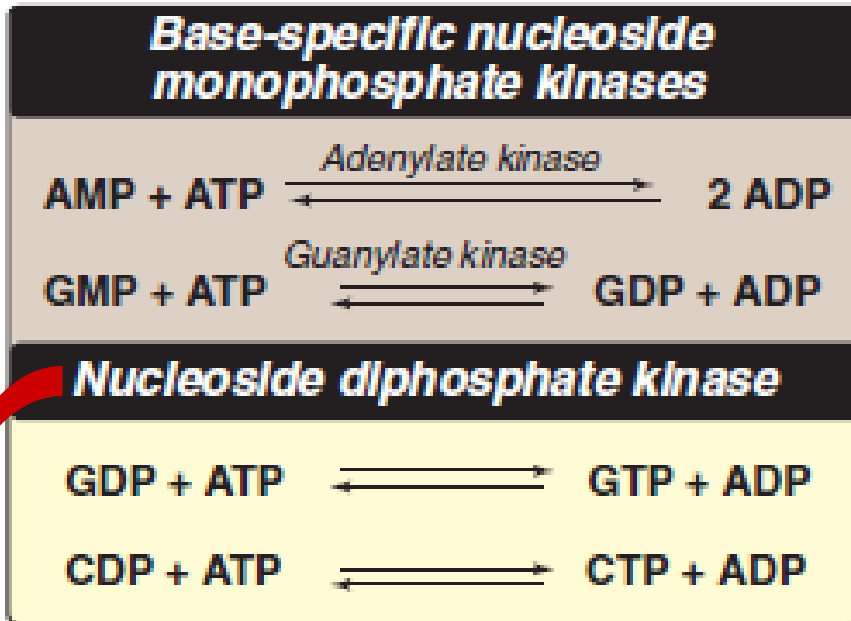 Base-specific nucleoside
monophosphate kinases
Adenylate kinase
AMP + ATP ⇌ 2 ADP
Guanylate kinase
GMP + ATP ⇌ GDP + ADP
Nucleoside diphosphate kinase
GDP + ATP ⇌ GTP + ADP
CDP + ATP ⇌ CTP + ADP